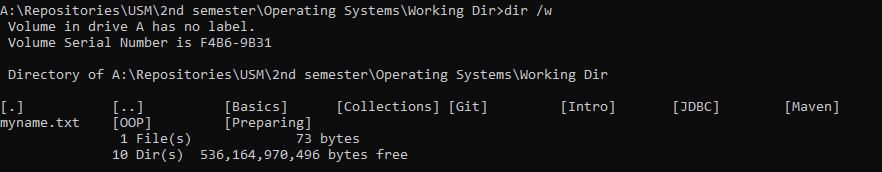 A:\Repositories\USM\2nd semester\Operating Systems\Working Dir>dir /w
Volume in drive A has no label.
Volume Serial Number is F4B6-9B31
Directory of A:\Repositories\USM\2nd semester\Operating Systems\Working Dir
[.] [..] [Basics] [Collections] [Git] [Intro] [JDBC] [Maven]
myname.txt [OOP] [Preparing]
1 File(s) 73 bytes
10 Dir(s) 536,164,970,496 bytes free